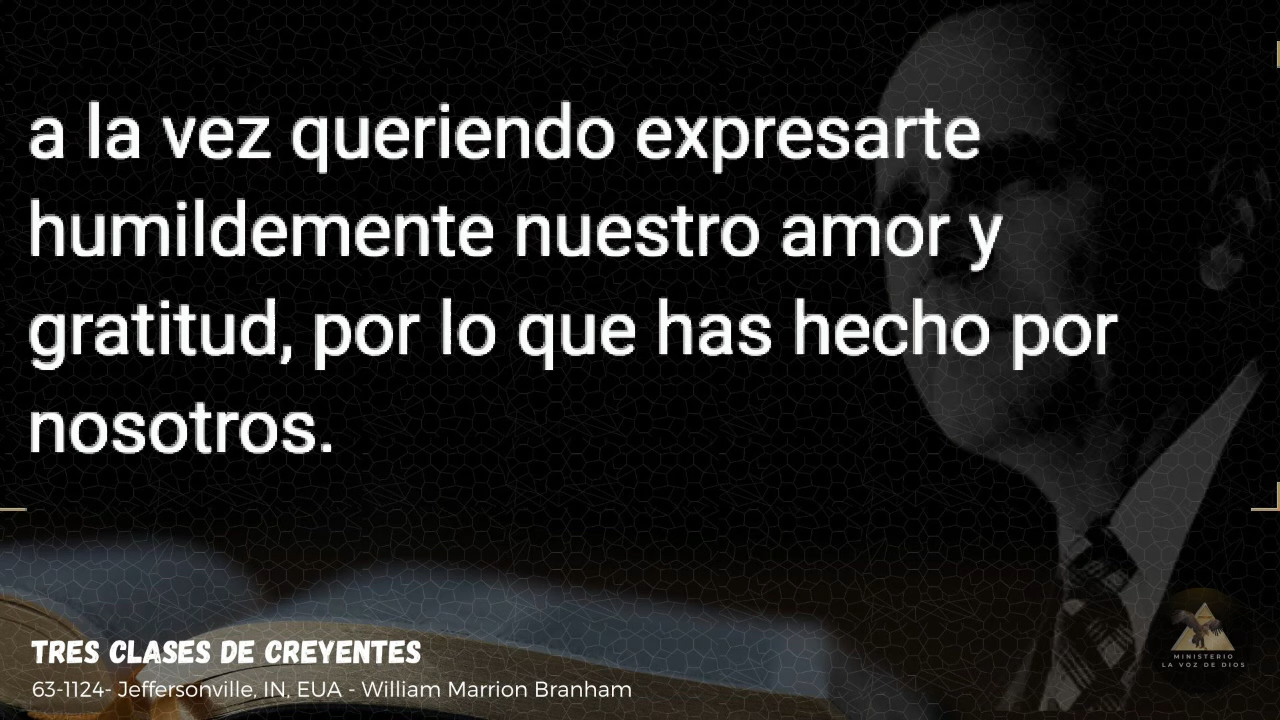 a la vez queriendo expresarte
humildemente nuestro amor y
gratitud, por lo que has hecho por
nosotros.
TRES CLASES DE CREYENTES
63-1124- Jeffersonville, IN, EUA - William Marrion Branham
MINISTERIO
LA VOZ DE DIOS